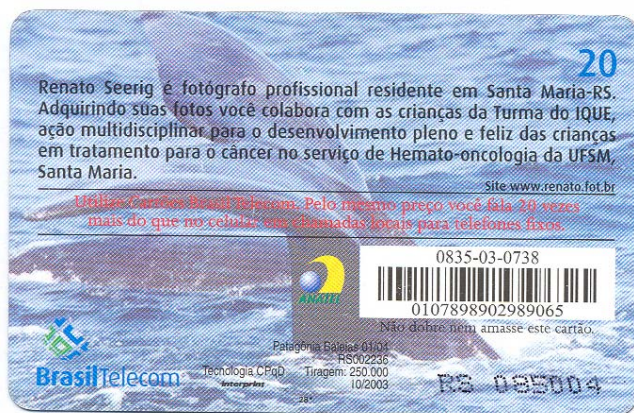 20
Renato Seerig é fotógrafo profissional residente em Santa Maria-RS.
Adquirindo suas fotos você colabora com as crianças da Turma do IQUE,
ação multidisciplinar para o desenvolvimento pleno e feliz das crianças
em tratamento para o câncer no serviço de Hemato-oncologia da UFSM,
Santa Maria.
Site www.renato.fot.br
Utilize Cartões Brasil Telecom. Pelo mesmo preço você fala 20 vezes
mais do que no celular em chamadas locais para telefones fixos.
0835-03-0738
0107898902989065
ANATEL
Não dobre nem amasse este cartão.
BrasilTelecom
Tecnologia CPqD
Interprint
Patagônia Baleias 01/04
RS002236
Tiragem: 250.000
10/2003
RS 085004